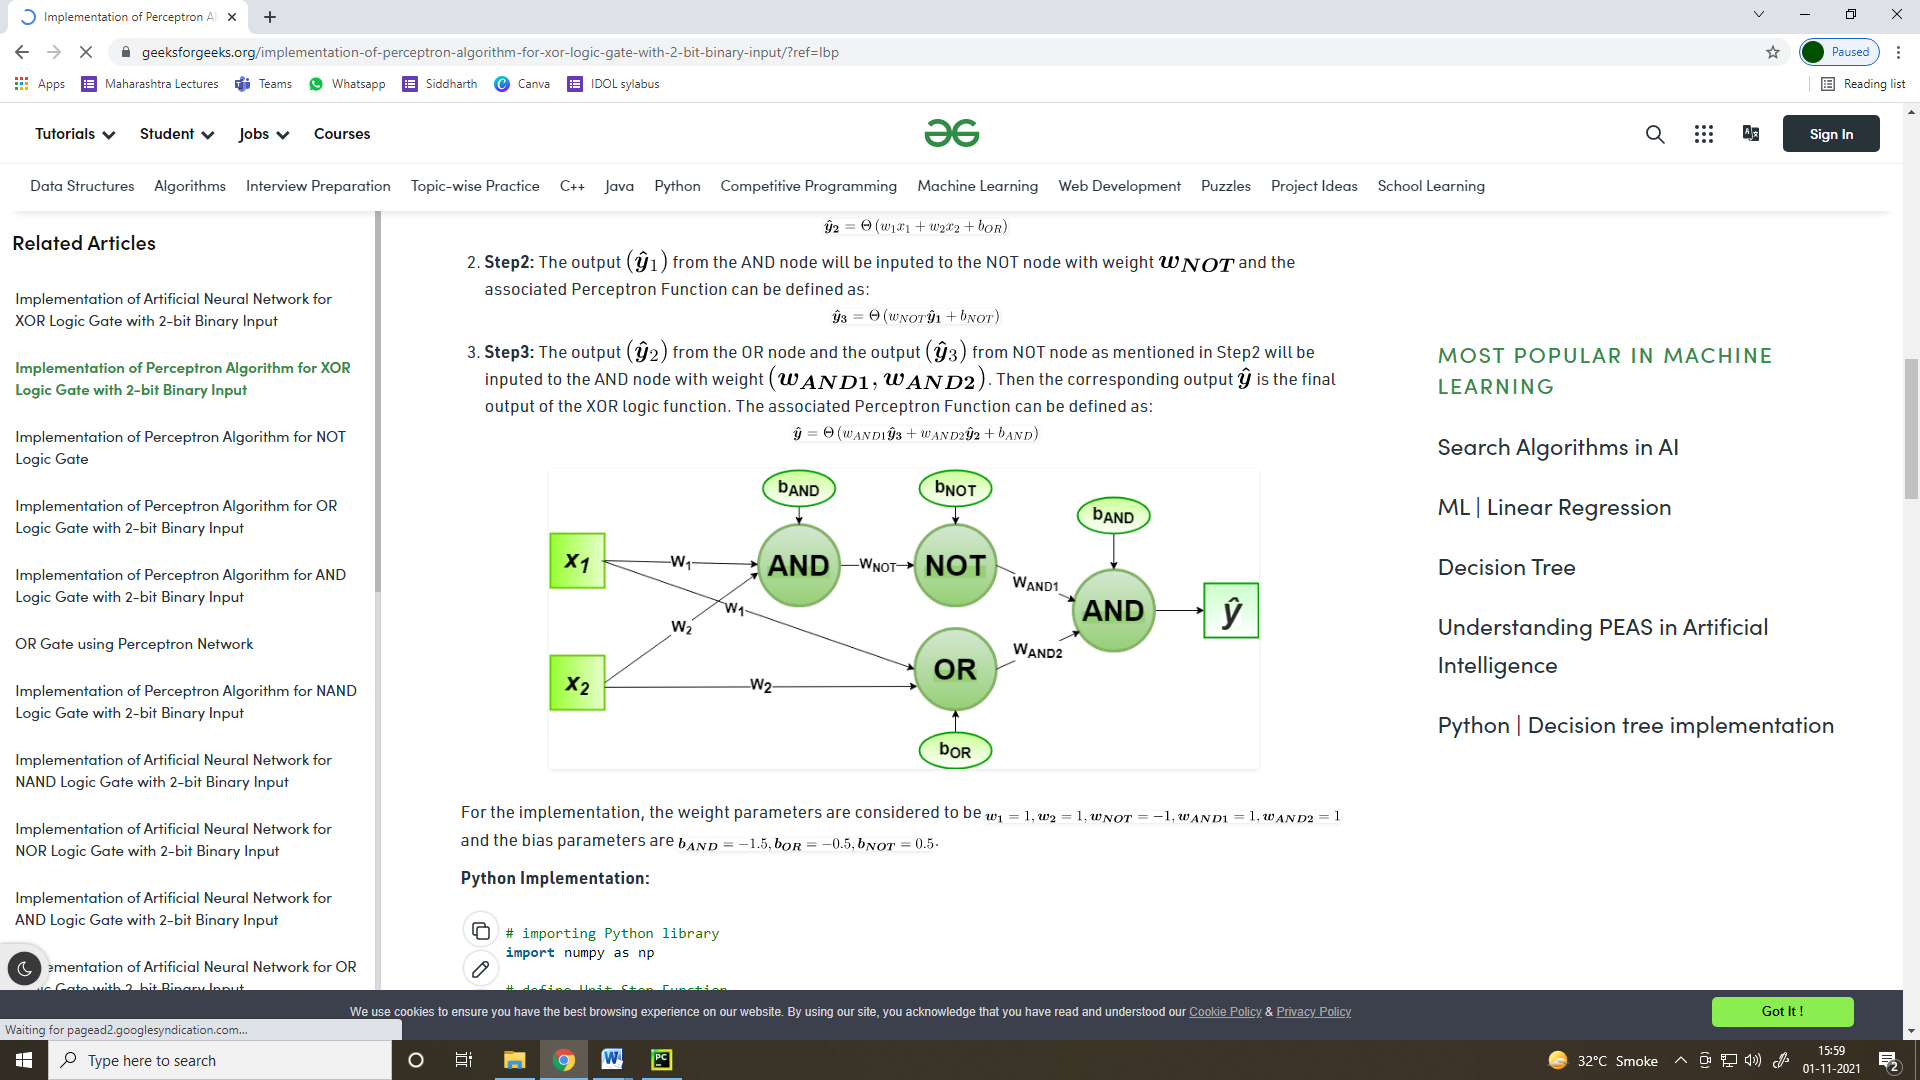 Implementation of Perceptron Al
geeksforgeeks.org/implementation-of-perceptron-algorithm-for-xor-logic-gate-with-2-bit-binary-input/?ref=lbp
Paused
Apps Maharashtra Lectures Teams Whatsapp Siddharth Canva IDOL syllabus Reading list
Tutorials Student Jobs Courses Sign In
Data Structures Algorithms Interview Preparation Topic-wise Practice C++ Java Python Competitive Programming Machine Learning Web Development Puzzles Project Ideas School Learning
Related Articles
Implementation of Artificial Neural Network for
XOR Logic Gate with 2-bit Binary Input
Implementation of Perceptron Algorithm for XOR
Logic Gate with 2-bit Binary Input
Implementation of Perceptron Algorithm for NOT
Logic Gate
Implementation of Perceptron Algorithm for OR
Logic Gate with 2-bit Binary Input
Implementation of Perceptron Algorithm for AND
Logic Gate with 2-bit Binary Input
OR Gate using Perceptron Network
Implementation of Perceptron Algorithm for NAND
Logic Gate with 2-bit Binary Input
Implementation of Artificial Neural Network for
NAND Logic Gate with 2-bit Binary Input
Implementation of Artificial Neural Network for
NOR Logic Gate with 2-bit Binary Input
Implementation of Artificial Neural Network for
AND Logic Gate with 2-bit Binary Input
ementation of Artificial Neural Network for OR
Gate with 2-bit Binary Input
ŷ₂ = Θ (w₁x₁ + w₂x₂ + b_OR)
2. Step2: The output (ŷ₁) from the AND node will be inputed to the NOT node with weight w_NOT and the
associated Perceptron Function can be defined as:
ŷ₃ = Θ (w_NOT ŷ₁ + b_NOT)
3. Step3: The output (ŷ₂) from the OR node and the output (ŷ₃) from NOT node as mentioned in Step2 will be
inputed to the AND node with weight (w_AND1, w_AND2). Then the corresponding output ŷ is the final
output of the XOR logic function. The associated Perceptron Function can be defined as:
ŷ = Θ (w_AND1 ŷ₃ + w_AND2 ŷ₂ + b_AND)
b_AND b_NOT
b_AND
x₁ W₁ AND W_NOT NOT
W_AND1
W₁ AND ŷ
W₂
W_AND2
x₂ W₂ OR
b_OR
For the implementation, the weight parameters are considered to be w₁ = 1, w₂ = 1, w_NOT = −1, w_AND1 = 1, w_AND2 = 1
and the bias parameters are b_AND = −1.5, b_OR = −0.5, b_NOT = 0.5.
Python Implementation:
# importing Python library
import numpy as np
# define Unit Step Function
MOST POPULAR IN MACHINE
LEARNING
Search Algorithms in AI
ML | Linear Regression
Decision Tree
Understanding PEAS in Artificial
Intelligence
Python | Decision tree implementation
We use cookies to ensure you have the best browsing experience on our website. By using our site, you acknowledge that you have read and understood our Cookie Policy & Privacy Policy
Got It !
Waiting for pagead2.googlesyndication.com...
Type here to search
32°C Smoke
15:59
01-11-2021
2